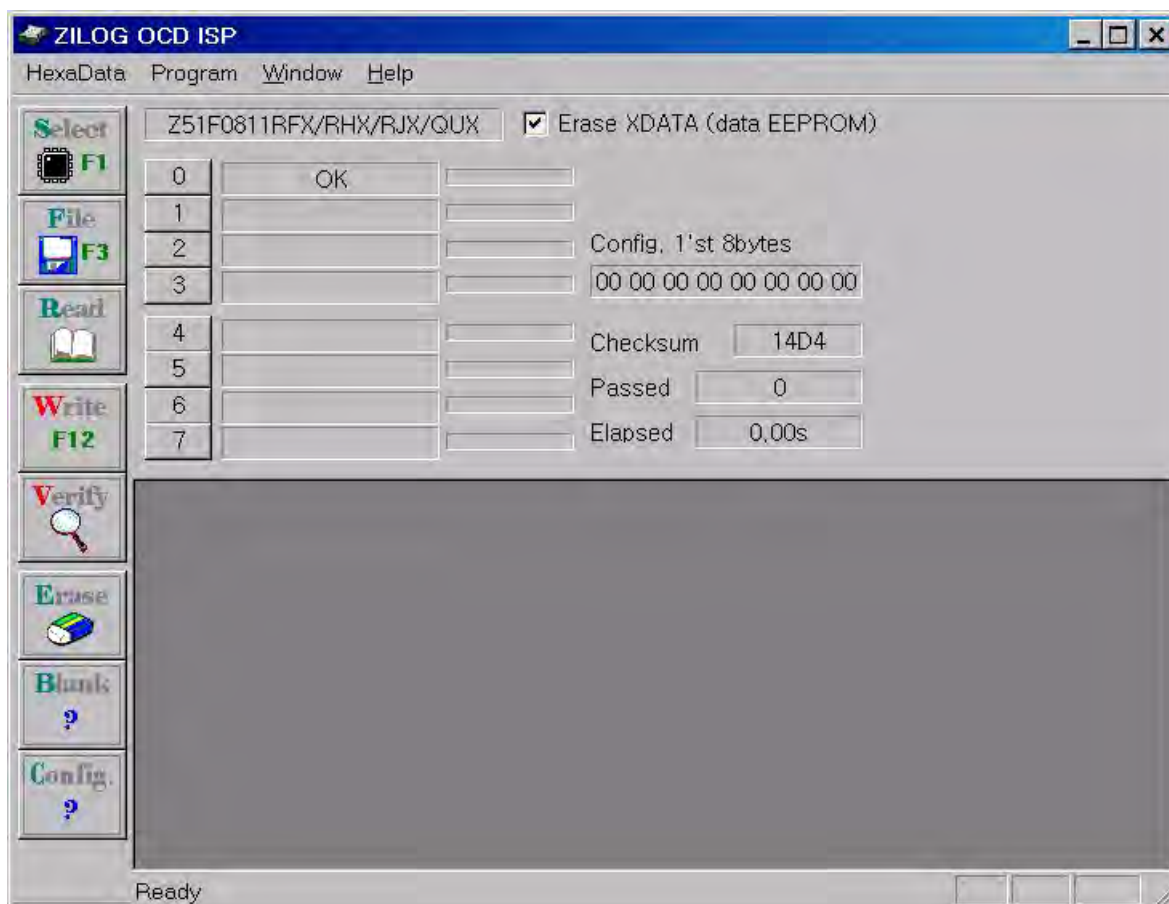 ZILOG OCD ISP
HexaData Program Window Help
Select F1
Z51F0811RFX/RHX/RJX/QUX Erase XDATA (data EEPROM)
0 OK
1
File F3
2 Config, 1'st 8bytes
3 00 00 00 00 00 00 00 00
Read
4 Checksum 14D4
5
Passed 0
Write F12
6
7 Elapsed 0,00s
Verify
Erase
Blank ?
Config. ?
Ready